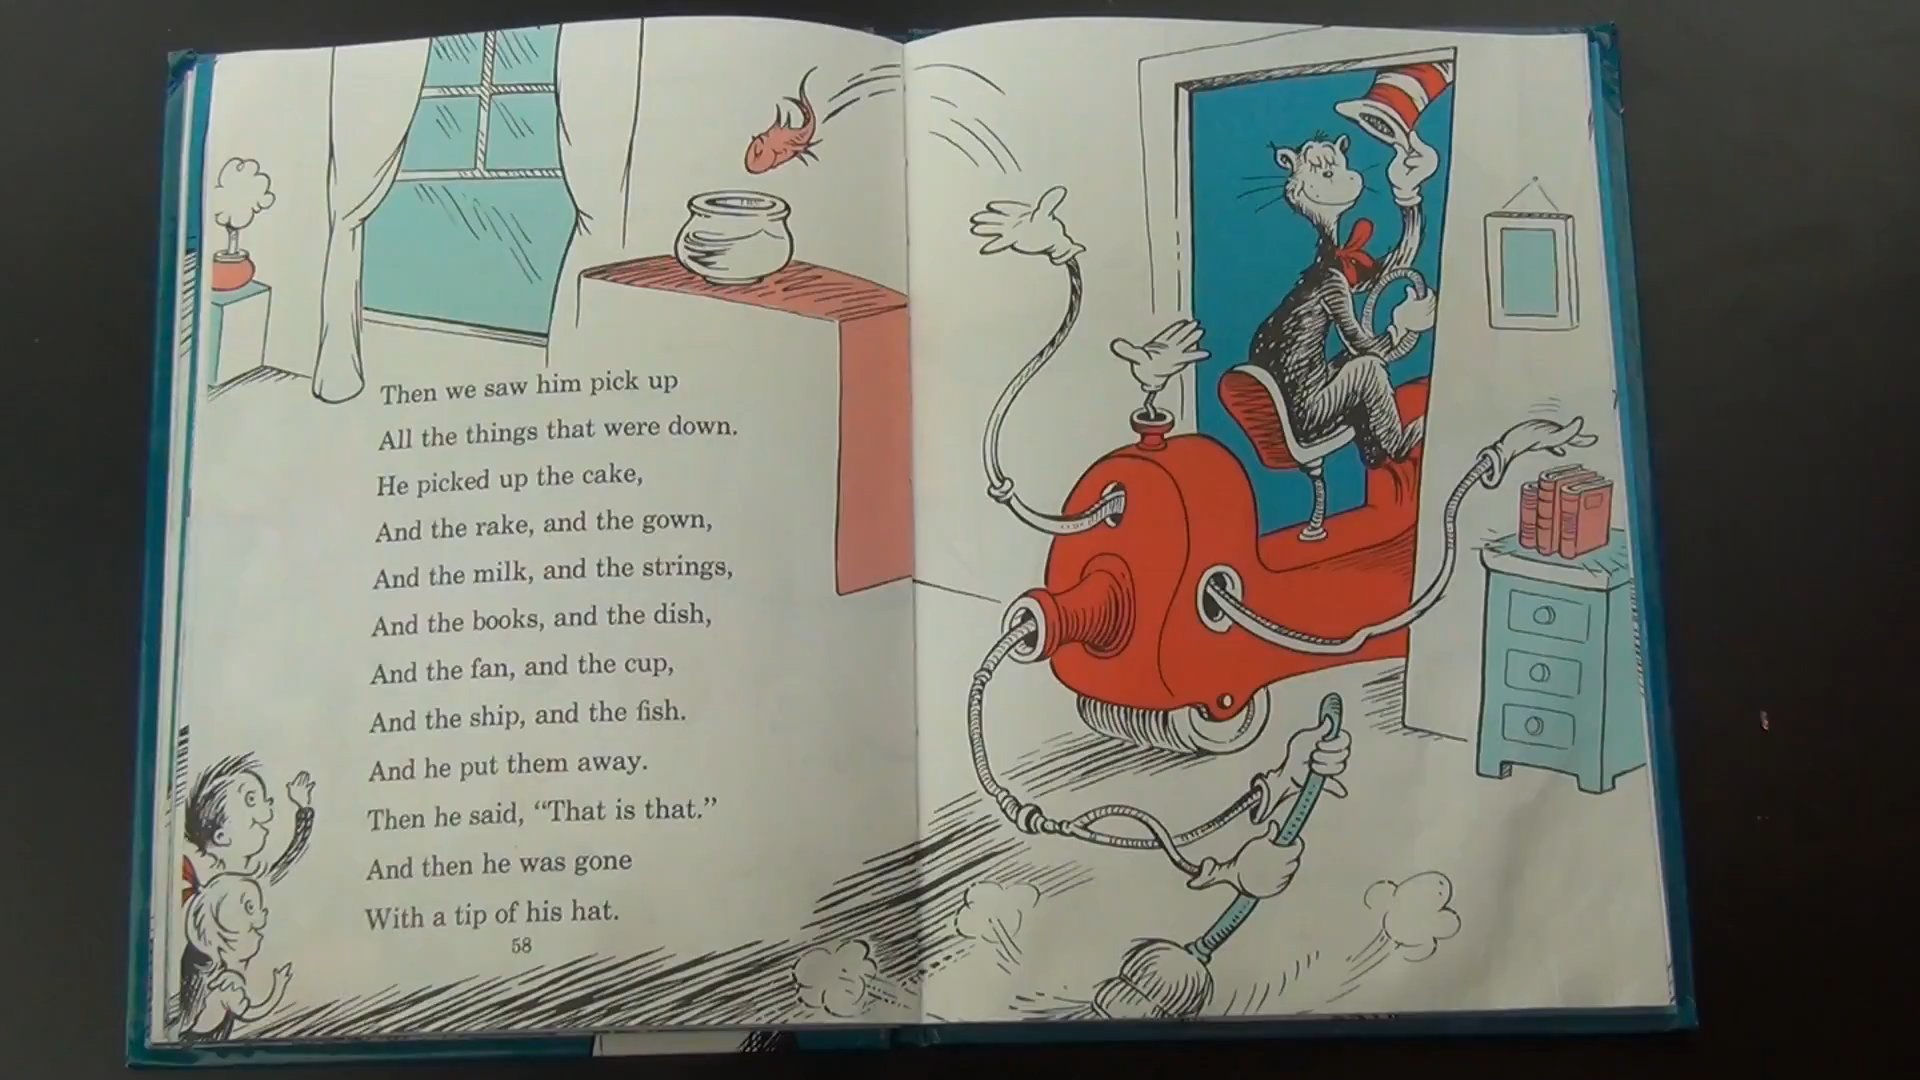 Then we saw him pick up
All the things that were down.
He picked up the cake,
And the rake, and the gown,
And the milk, and the strings,
And the books, and the dish,
And the fan, and the cup,
And the ship, and the fish.
And he put them away.
Then he said, “That is that.”
And then he was gone
With a tip of his hat.
58